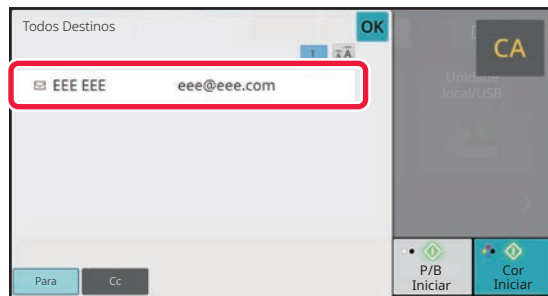 Todos Destinos
OK
CA
1
EEE EEE eee@eee.com
Unidade
local/USB
Para
Cc
P/B
Iniciar
Cor
Iniciar